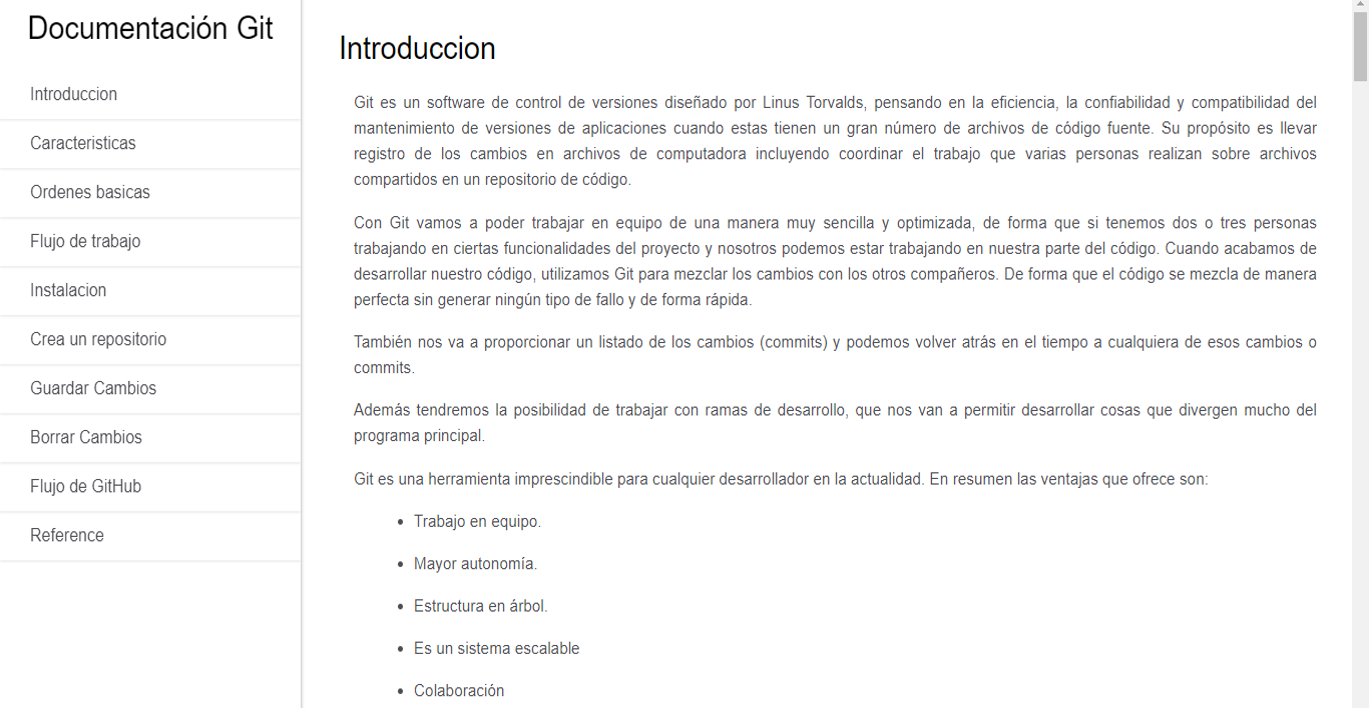 Documentación Git
Introduccion
Caracteristicas
Ordenes basicas
Flujo de trabajo
Instalacion
Crea un repositorio
Guardar Cambios
Borrar Cambios
Flujo de GitHub
Reference
Introduccion
Git es un software de control de versiones diseñado por Linus Torvalds, pensando en la eficiencia, la confiabilidad y compatibilidad del
mantenimiento de versiones de aplicaciones cuando estas tienen un gran número de archivos de código fuente. Su propósito es llevar
registro de los cambios en archivos de computadora incluyendo coordinar el trabajo que varias personas realizan sobre archivos
compartidos en un repositorio de código.
Con Git vamos a poder trabajar en equipo de una manera muy sencilla y optimizada, de forma que si tenemos dos o tres personas
trabajando en ciertas funcionalidades del proyecto y nosotros podemos estar trabajando en nuestra parte del código. Cuando acabamos de
desarrollar nuestro código, utilizamos Git para mezclar los cambios con los otros compañeros. De forma que el código se mezcla de manera
perfecta sin generar ningún tipo de fallo y de forma rápida.
También nos va a proporcionar un listado de los cambios (commits) y podemos volver atrás en el tiempo a cualquiera de esos cambios o
commits.
Además tendremos la posibilidad de trabajar con ramas de desarrollo, que nos van a permitir desarrollar cosas que divergen mucho del
programa principal.
Git es una herramienta imprescindible para cualquier desarrollador en la actualidad. En resumen las ventajas que ofrece son:
• Trabajo en equipo.
• Mayor autonomía.
• Estructura en árbol.
• Es un sistema escalable
• Colaboración